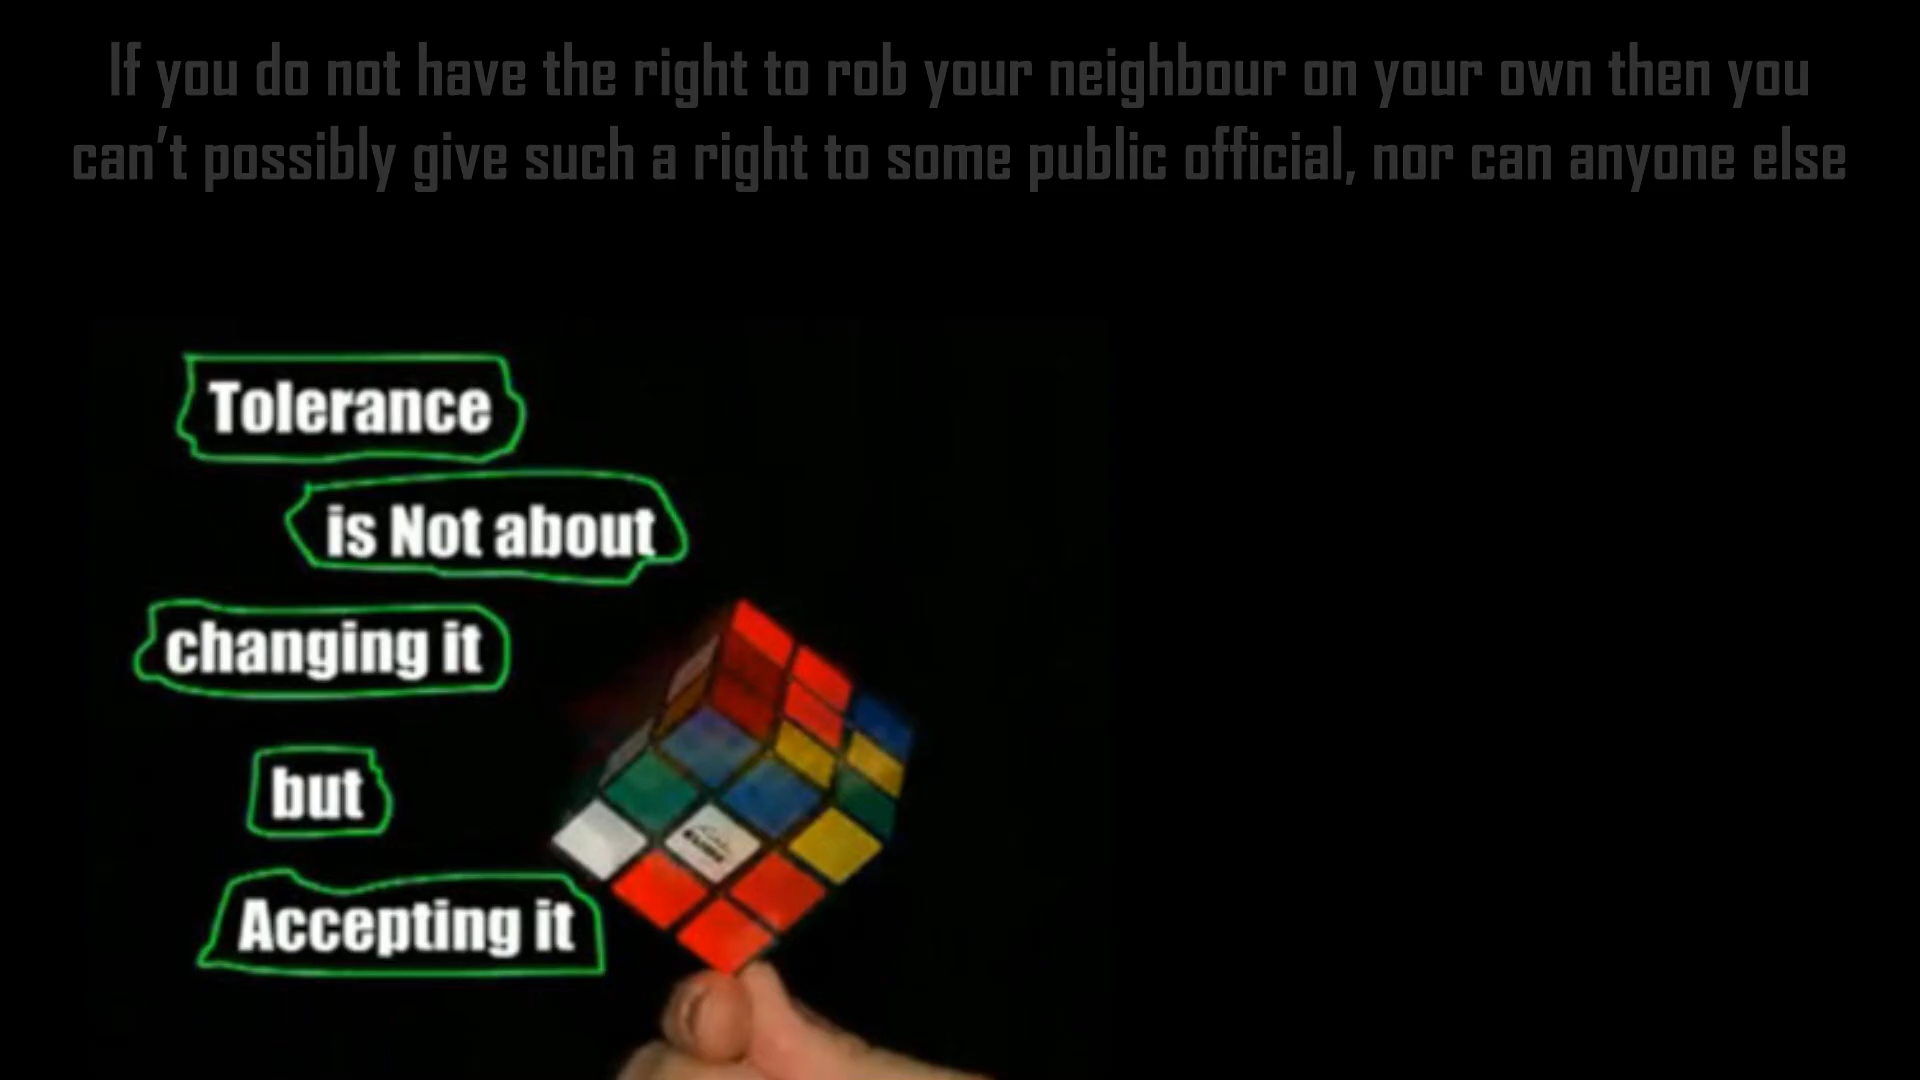 If you do not have the right to rob your neighbour on your own then you
can't possibly give such a right to some public official, nor can anyone else
Tolerance
is Not about
changing it
but
Accepting it